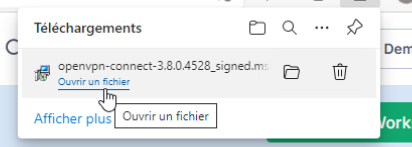 Téléchargements
Dem
openvpn-connect-3.8.0.4528_signed.ms
Ouvrir un fichier
Afficher plus
Ouvrir un fichier
Work